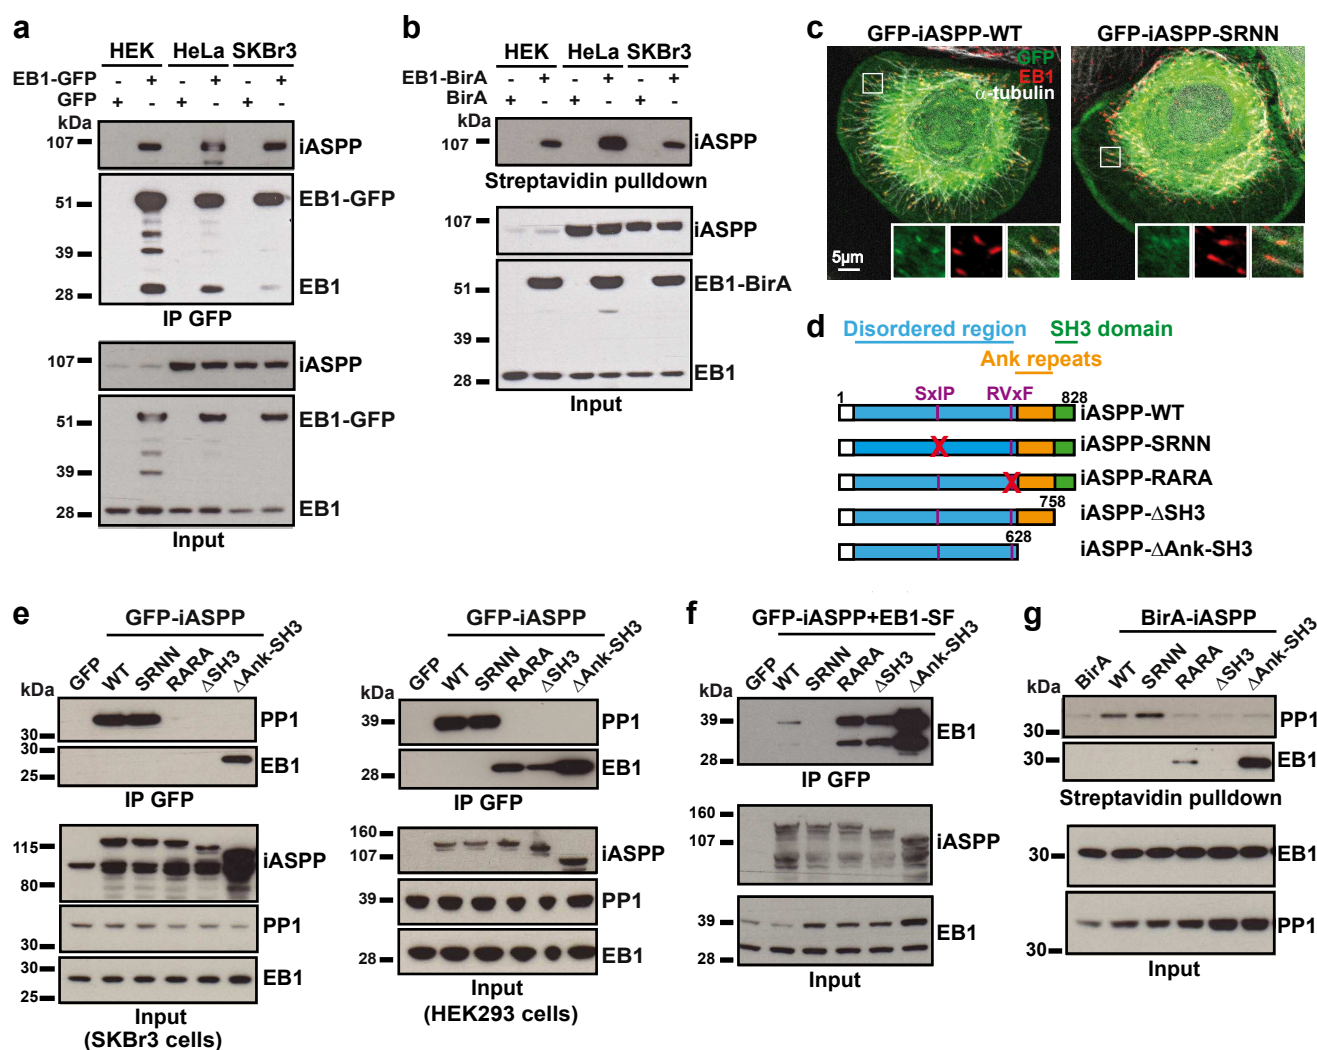 a
HEK HeLa SKBr3
EB1-GFP - + - + - +
GFP + - + - + -
kDa
107 iASPP
51 EB1-GFP
39
28 EB1
IP GFP
107 iASPP
51 EB1-GFP
39
28 EB1
Input
b
HEK HeLa SKBr3
EB1-BirA - + - + - +
BirA + - + - + -
kDa
107 iASPP
Streptavidin pulldown
107 iASPP
51 EB1-BirA
39
28 EB1
Input
c
GFP-iASPP-WT GFP-iASPP-SRNN
GFP
EB1
α-tubulin
5µm
d
Disordered region SH3 domain
Ank repeats
SxIP RVxF
1 828
iASPP-WT
iASPP-SRNN
X
iASPP-RARA
X
758
iASPP-ΔSH3
628
iASPP-ΔAnk-SH3
e
GFP-iASPP
GFP WT SRNN RARA ΔSH3 ΔAnk-SH3
kDa
PP1
30
30
EB1
25
IP GFP
115
iASPP
80
PP1
30
30
EB1
25
Input
(SKBr3 cells)
GFP-iASPP
GFP WT SRNN RARA ΔSH3 ΔAnk-SH3
kDa
39 PP1
28 EB1
IP GFP
160
107 iASPP
39 PP1
28 EB1
Input
(HEK293 cells)
f
GFP-iASPP+EB1-SF
GFP WT SRNN RARA ΔSH3 ΔAnk-SH3
kDa
39
EB1
28
IP GFP
160
107 iASPP
39
EB1
28
Input
g
BirA-iASPP
BirA WT SRNN RARA ΔSH3 ΔAnk-SH3
kDa
PP1
30
30 EB1
Streptavidin pulldown
30 EB1
PP1
30
Input